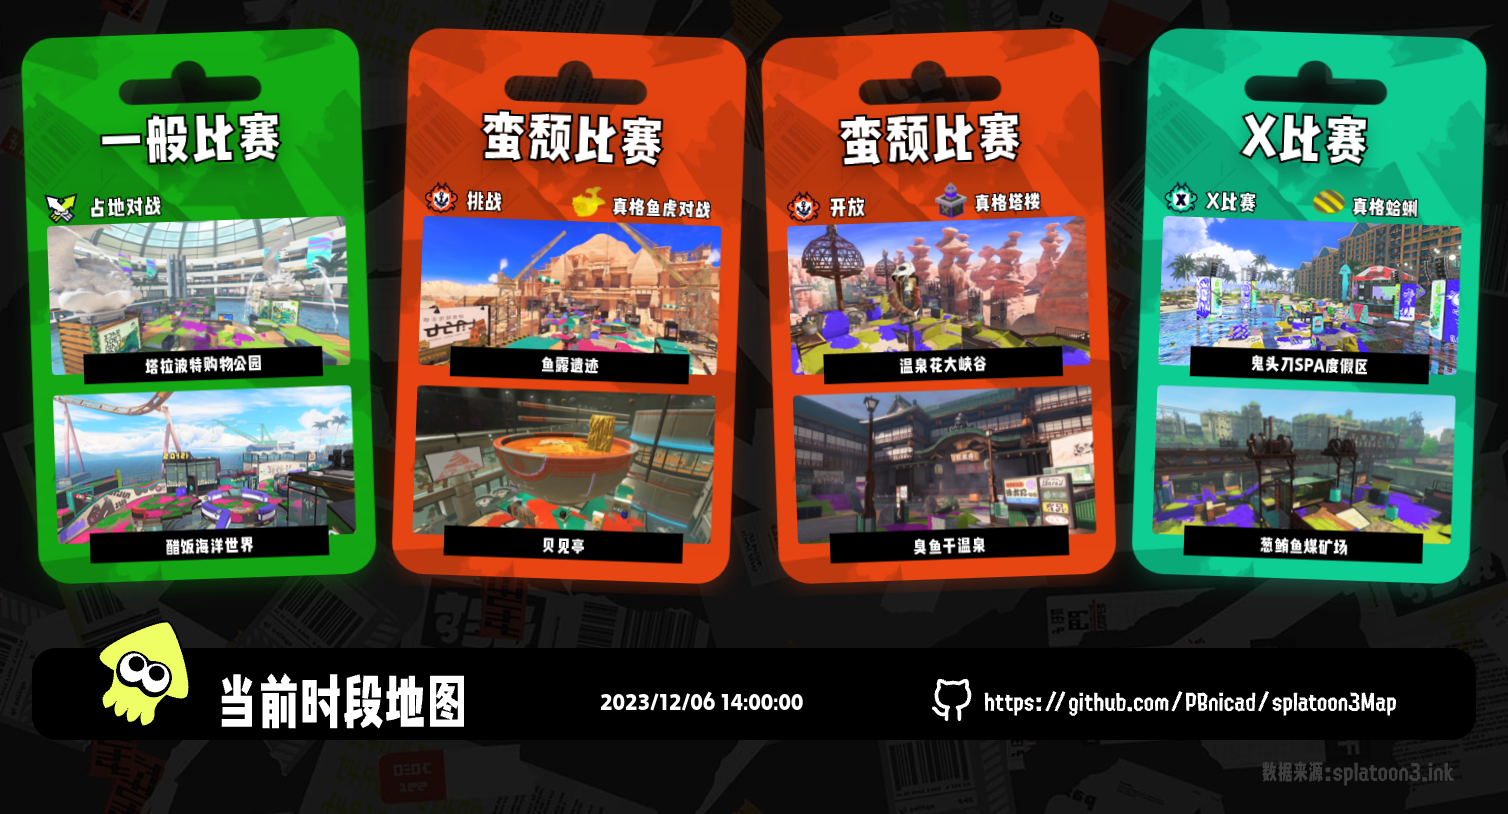 一般比赛
占地对战
塔拉波特购物公园
醋饭海洋世界
蛮颓比赛
挑战
真格鱼虎对战
鱼露遗迹
贝见亭
蛮颓比赛
开放
真格塔楼
温泉花大峡谷
臭鱼干温泉
X比赛
X比赛
真格蛤蜊
鬼头刀SPA度假区
葱鲔鱼煤矿场
当前时段地图
2023/12/06 14:00:00
https://github.com/PBnicad/splatoon3Map
数据来源:splatoon3.ink